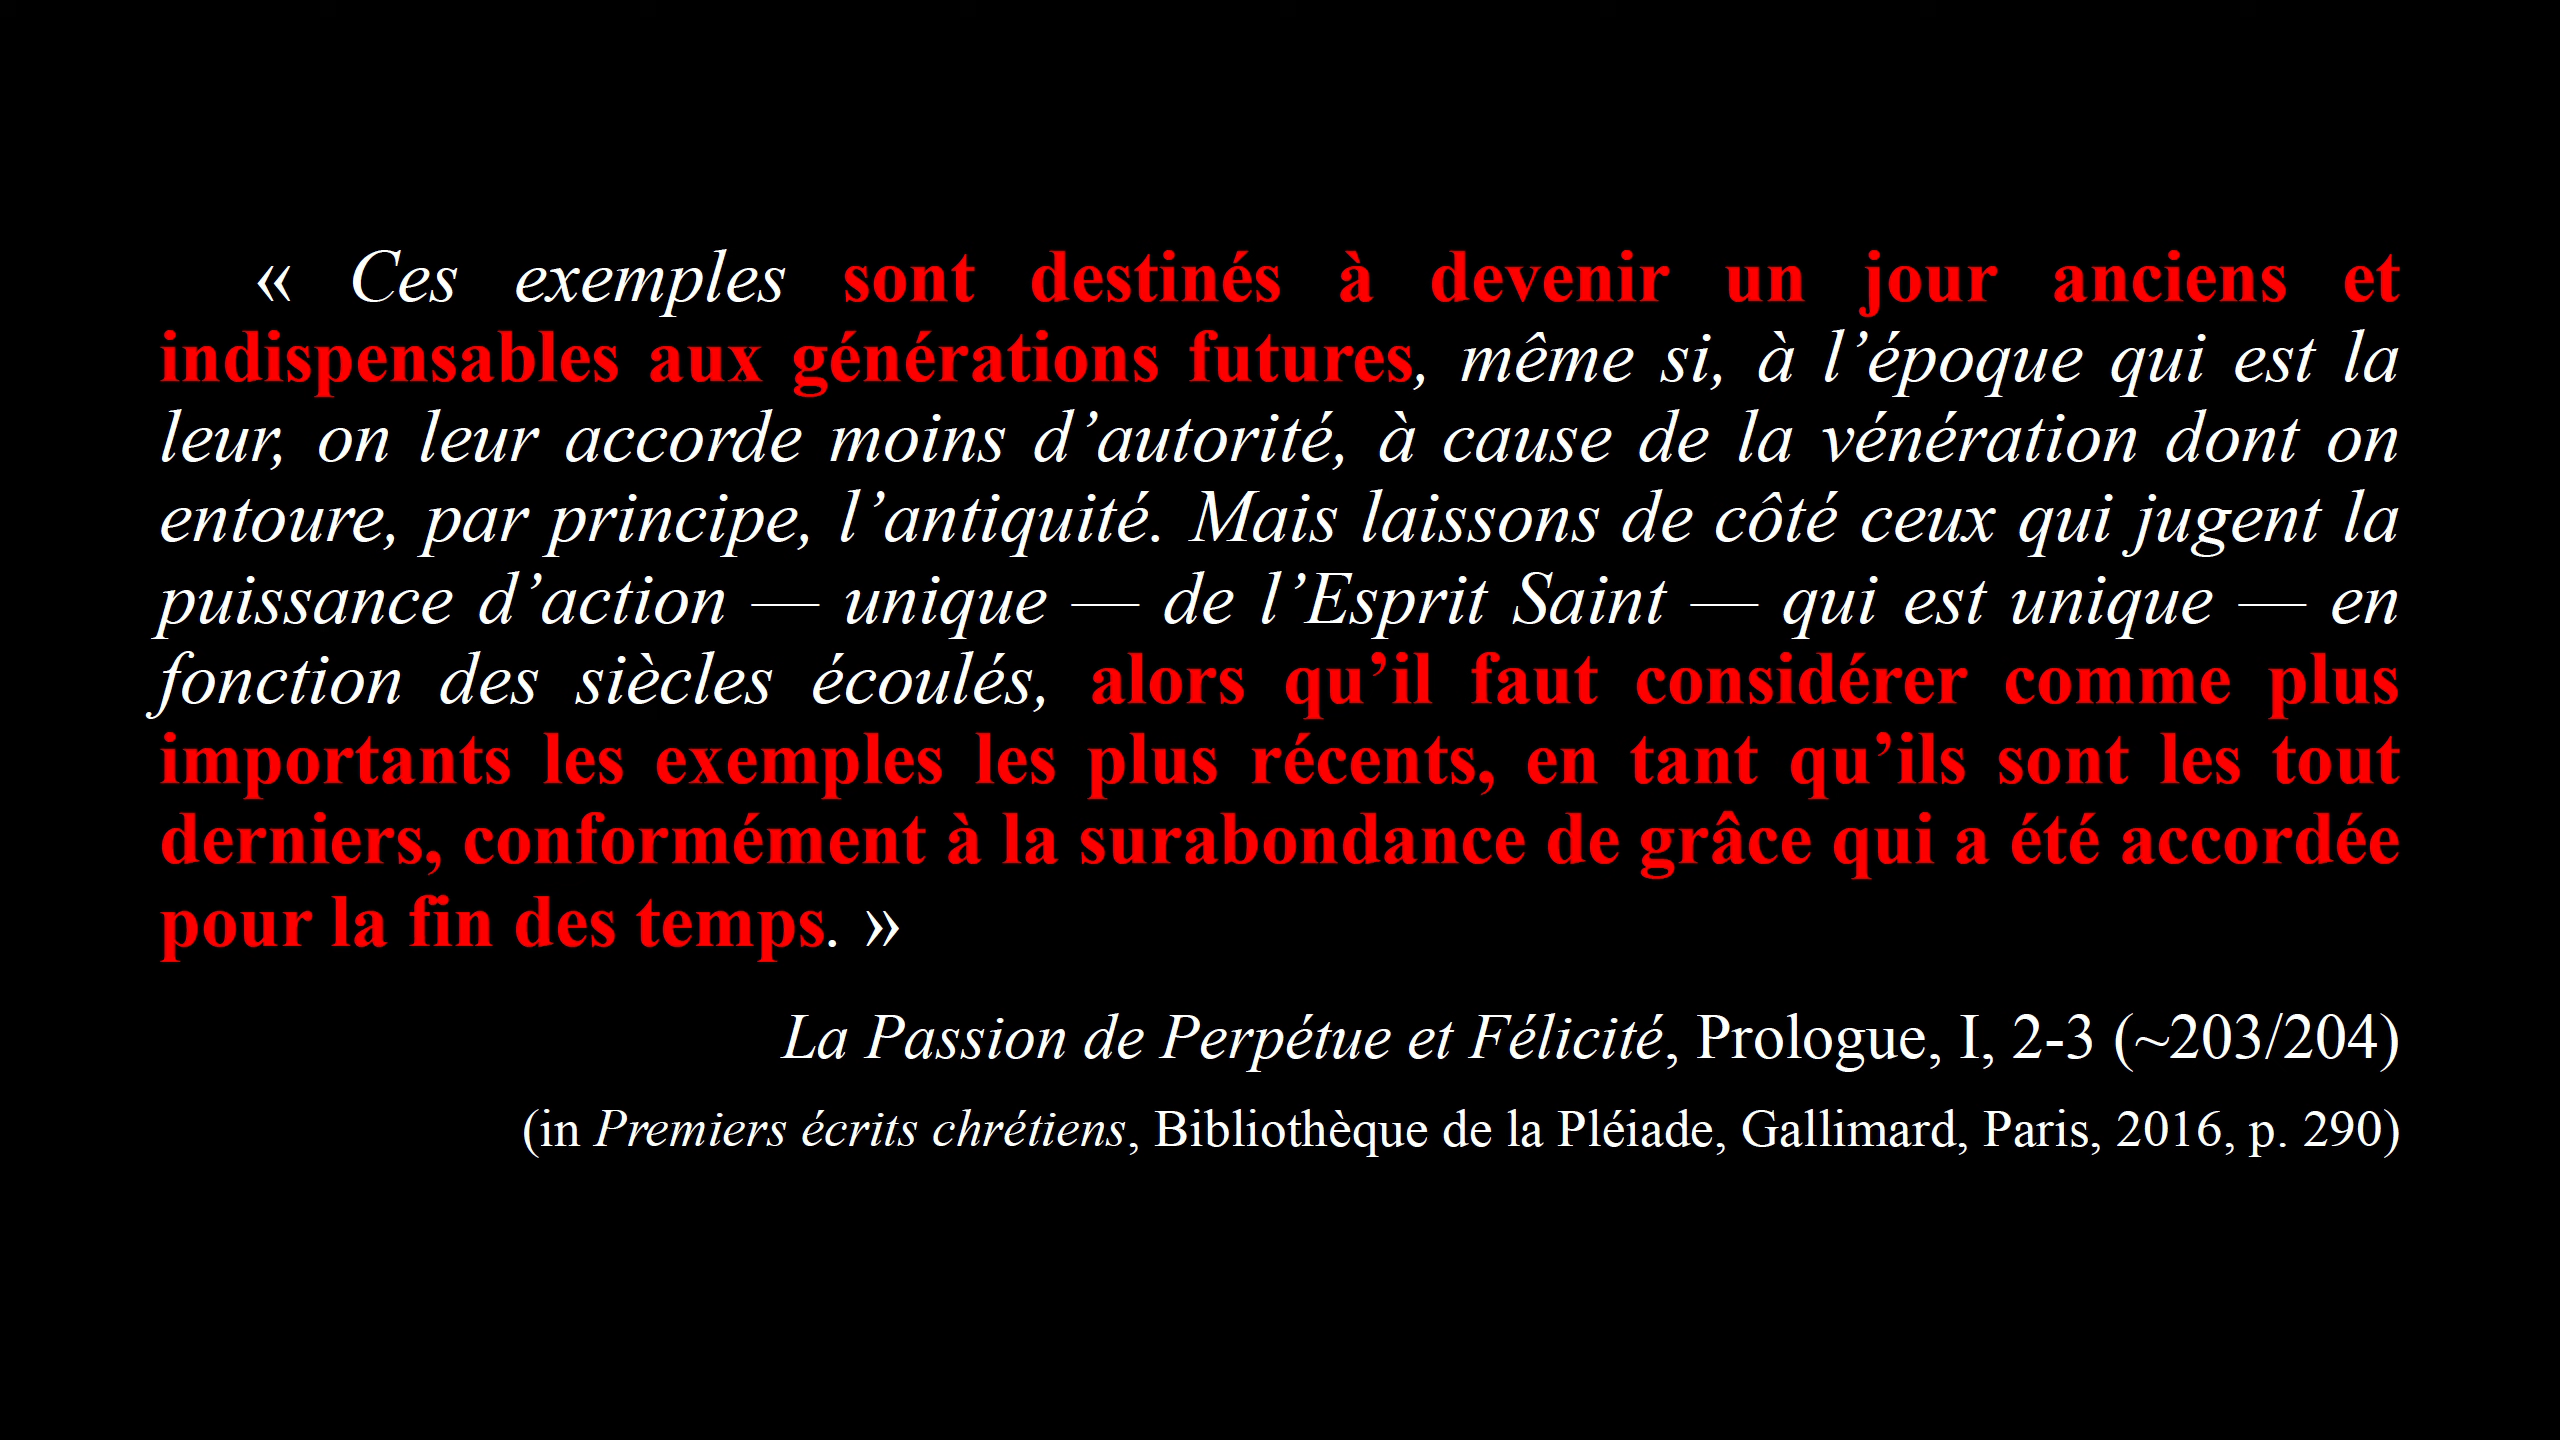 « Ces exemples sont destinés à devenir un jour anciens et
indispensables aux générations futures, même si, à l’époque qui est la
leur, on leur accorde moins d’autorité, à cause de la vénération dont on
entoure, par principe, l’antiquité. Mais laissons de côté ceux qui jugent la
puissance d’action — unique — de l’Esprit Saint — qui est unique — en
fonction des siècles écoulés, alors qu’il faut considérer comme plus
importants les exemples les plus récents, en tant qu’ils sont les tout
derniers, conformément à la surabondance de grâce qui a été accordée
pour la fin des temps. »
La Passion de Perpétue et Félicité, Prologue, I, 2-3 (~203/204)
(in Premiers écrits chrétiens, Bibliothèque de la Pléiade, Gallimard, Paris, 2016, p. 290)